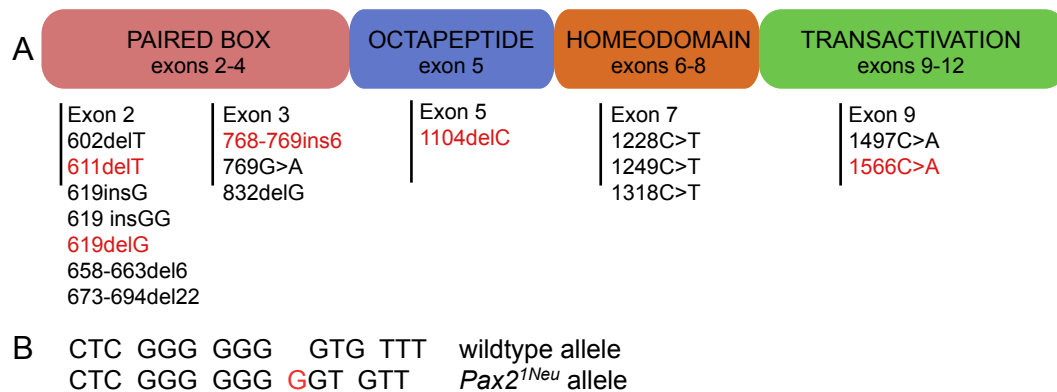 A
PAIRED BOX
exons 2-4
OCTAPEPTIDE
exon 5
HOMEODOMAIN
exons 6-8
TRANSACTIVATION
exons 9-12
Exon 2
602delT
611delT
619insG
619 insGG
619delG
658-663del6
673-694del22
Exon 3
768-769ins6
769G>A
832delG
Exon 5
1104delC
Exon 7
1228C>T
1249C>T
1318C>T
Exon 9
1497C>A
1566C>A
B
CTC GGG GGG GTG TTT wildtype allele
CTC GGG GGG GGT GTT Pax21Neu allele